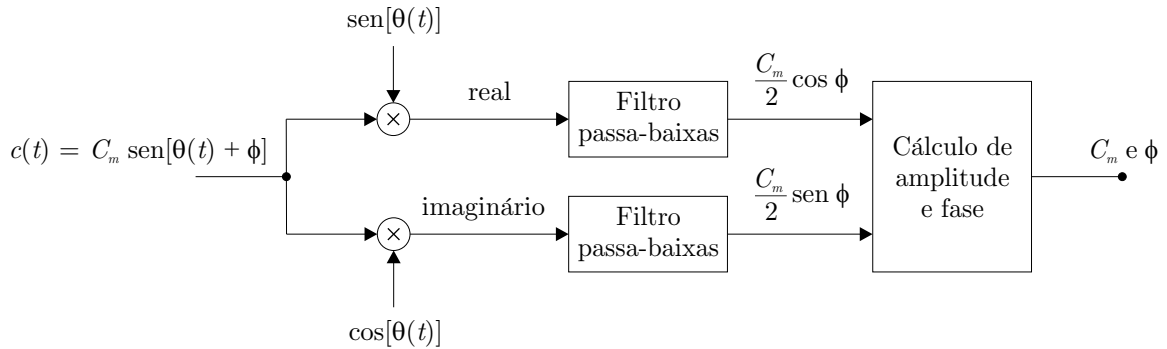 sen[θ(t)]
real
Filtro
passa-baixas
C_m/2 cos ϕ
c(t) = C_m sen[θ(t) + ϕ]
Cálculo de
amplitude
e fase
C_m e ϕ
imaginário
Filtro
passa-baixas
C_m/2 sen ϕ
cos[θ(t)]